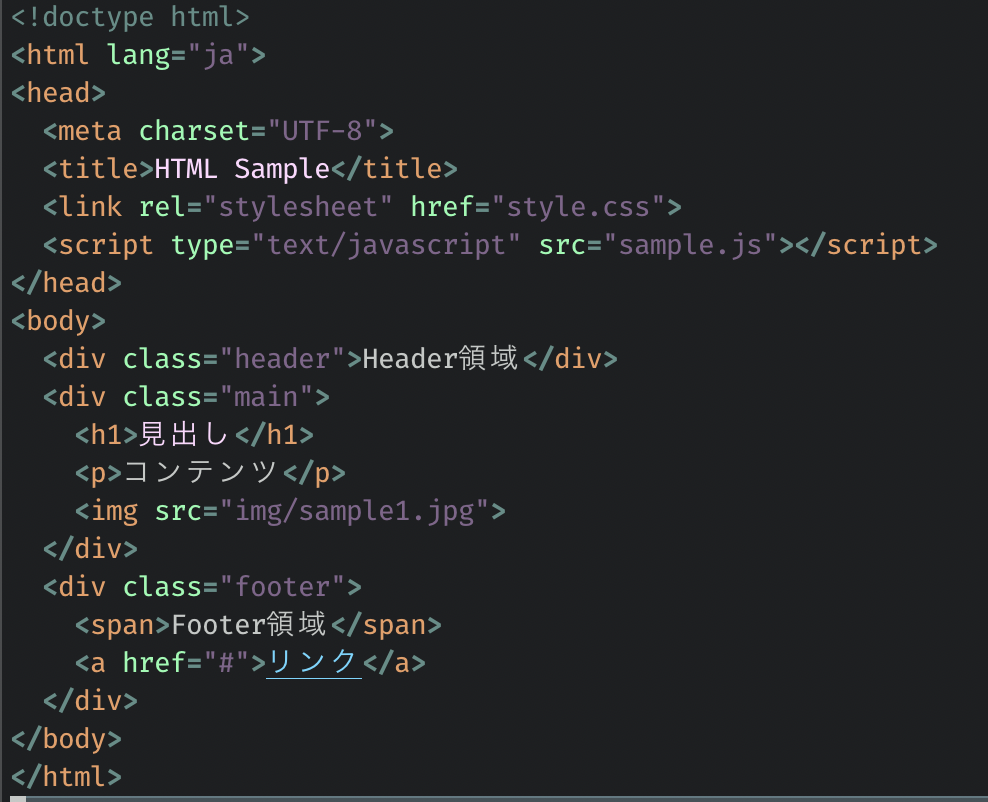 <!doctype html>
<html lang="ja">
<head>
  <meta charset="UTF-8">
  <title>HTML Sample</title>
  <link rel="stylesheet" href="style.css">
  <script type="text/javascript" src="sample.js"></script>
</head>
<body>
  <div class="header">Header領域</div>
  <div class="main">
    <h1>見出し</h1>
    <p>コンテンツ</p>
    <img src="img/sample1.jpg">
  </div>
  <div class="footer">
    <span>Footer領域</span>
    <a href="#">リンク</a>
  </div>
</body>
</html>